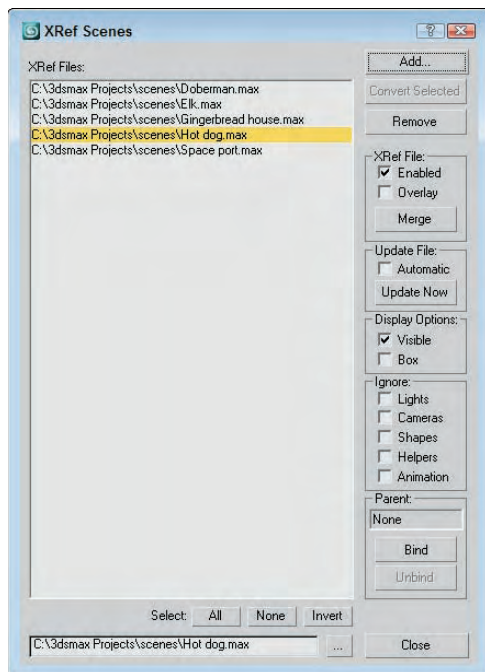 XRef Scenes
XRef Files:
C:\3dsmax Projects\scenes\Doberman.max
C:\3dsmax Projects\scenes\Elk.max
C:\3dsmax Projects\scenes\Gingerbread house.max
C:\3dsmax Projects\scenes\Hot dog.max
C:\3dsmax Projects\scenes\Space port.max
Add...
Convert Selected
Remove
XRef File:
Enabled
Overlay
Merge
Update File:
Automatic
Update Now
Display Options:
Visible
Box
Ignore:
Lights
Cameras
Shapes
Helpers
Animation
Parent:
None
Bind
Unbind
Select: All None Invert
C:\3dsmax Projects\scenes\Hot dog.max ... Close